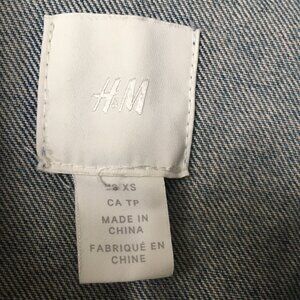 H&M
XS
CA TP
MADE IN
CHINA
FABRIQUÉ EN
CHINE